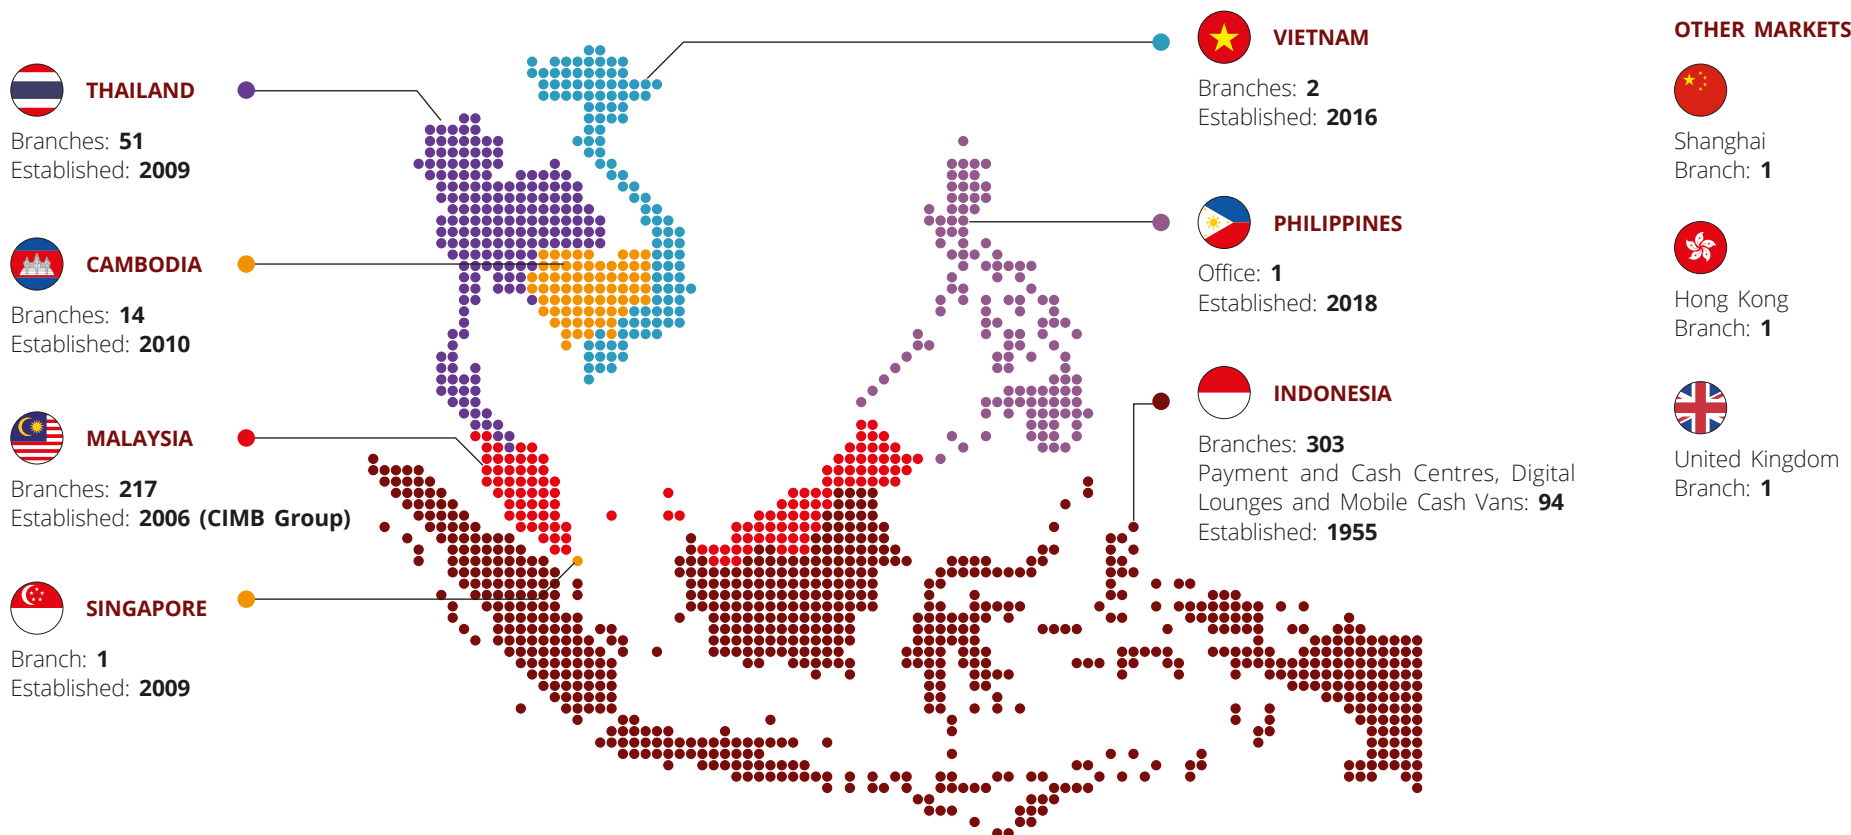 THAILAND
Branches: 51
Established: 2009
CAMBODIA
Branches: 14
Established: 2010
MALAYSIA
Branches: 217
Established: 2006 (CIMB Group)
SINGAPORE
Branch: 1
Established: 2009
VIETNAM
Branches: 2
Established: 2016
PHILIPPINES
Office: 1
Established: 2018
INDONESIA
Branches: 303
Payment and Cash Centres, Digital
Lounges and Mobile Cash Vans: 94
Established: 1955
OTHER MARKETS
Shanghai
Branch: 1
Hong Kong
Branch: 1
United Kingdom
Branch: 1